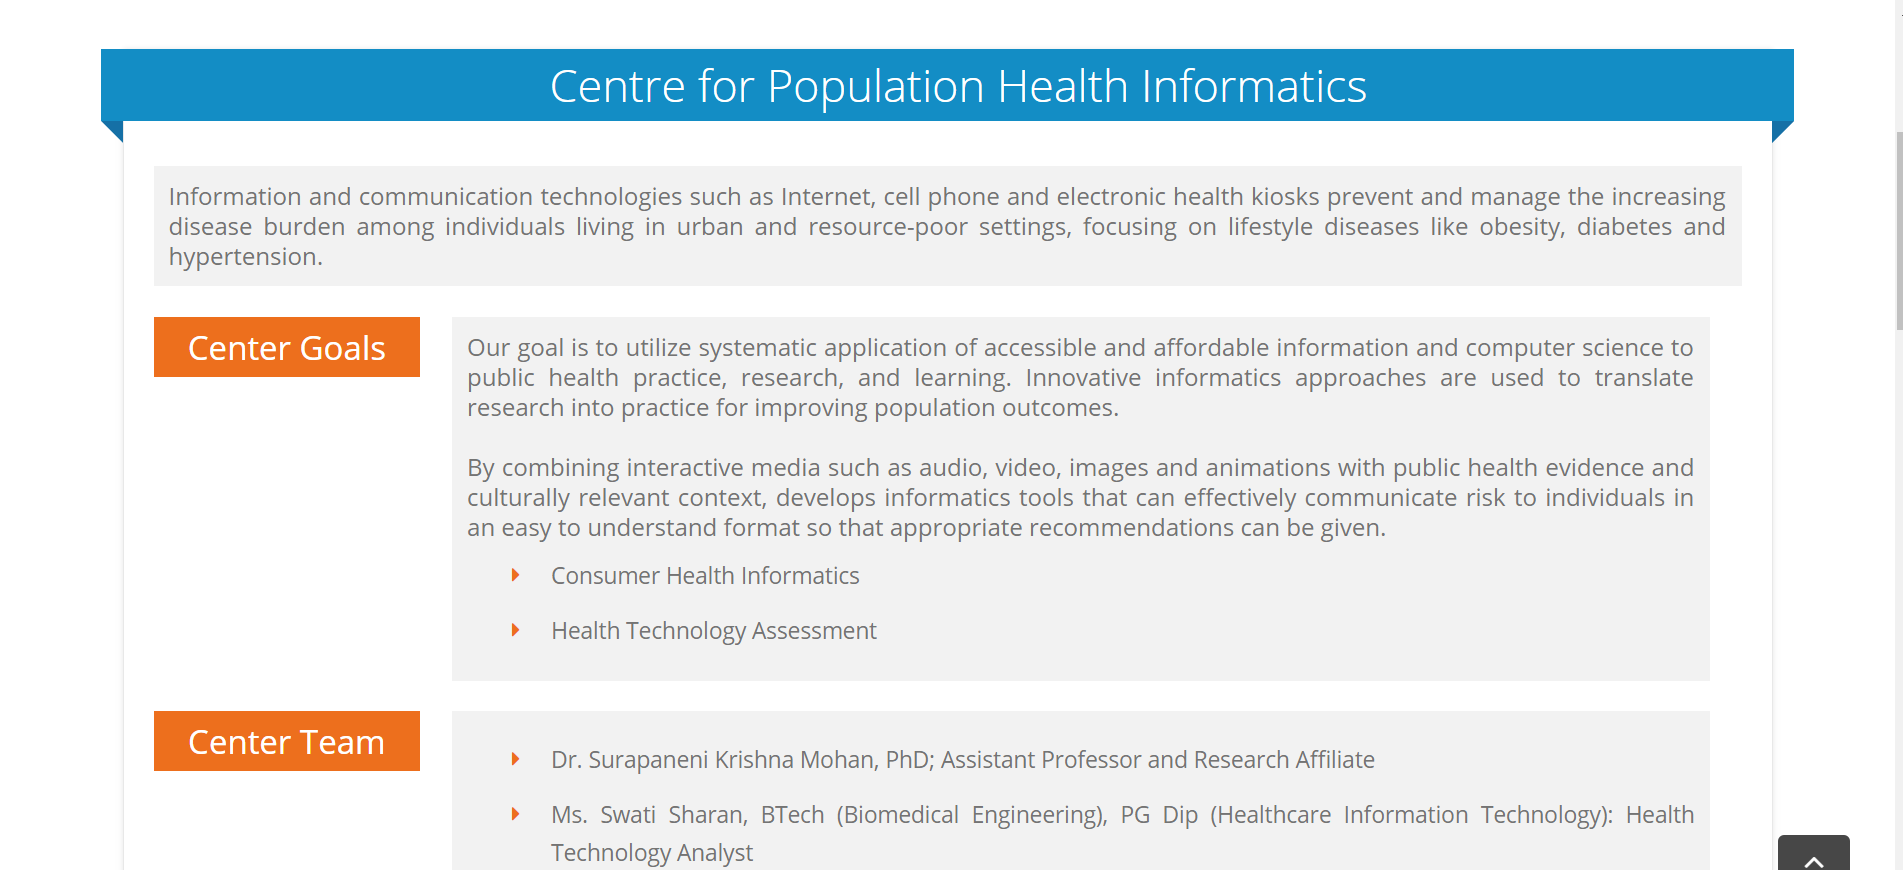 Centre for Population Health Informatics
Information and communication technologies such as Internet, cell phone and electronic health kiosks prevent and manage the increasing
disease burden among individuals living in urban and resource-poor settings, focusing on lifestyle diseases like obesity, diabetes and
hypertension.
Center Goals
Our goal is to utilize systematic application of accessible and affordable information and computer science to
public health practice, research, and learning. Innovative informatics approaches are used to translate
research into practice for improving population outcomes.
By combining interactive media such as audio, video, images and animations with public health evidence and
culturally relevant context, develops informatics tools that can effectively communicate risk to individuals in
an easy to understand format so that appropriate recommendations can be given.
Consumer Health Informatics
Health Technology Assessment
Center Team
Dr. Surapaneni Krishna Mohan, PhD; Assistant Professor and Research Affiliate
Ms. Swati Sharan, BTech (Biomedical Engineering), PG Dip (Healthcare Information Technology): Health
Technology Analyst